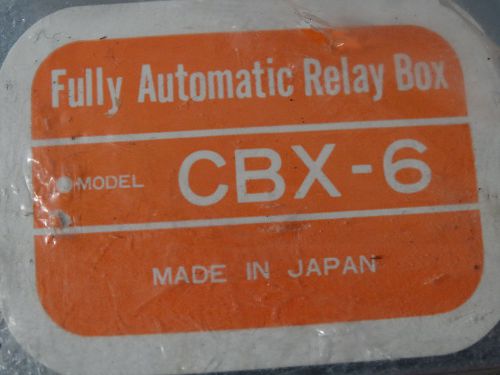 Fully Automatic Relay Box
MODEL CBX-6
MADE IN JAPAN